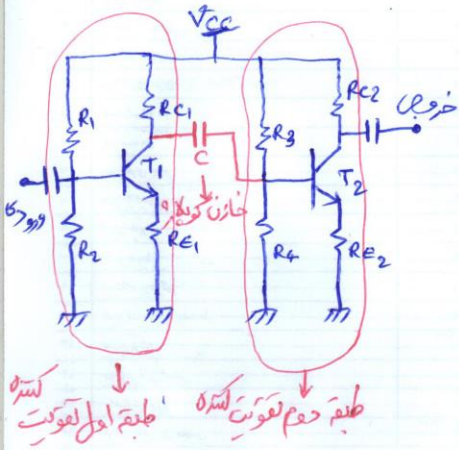 Vcc
R1
Rc1
R3
Rc2
خروجی
T1
C
T2
ورودی
خازن کوپلاژ
R2
RE1
R4
RE2
طبقه اول تقویت کننده
طبقه دوم تقویت کننده